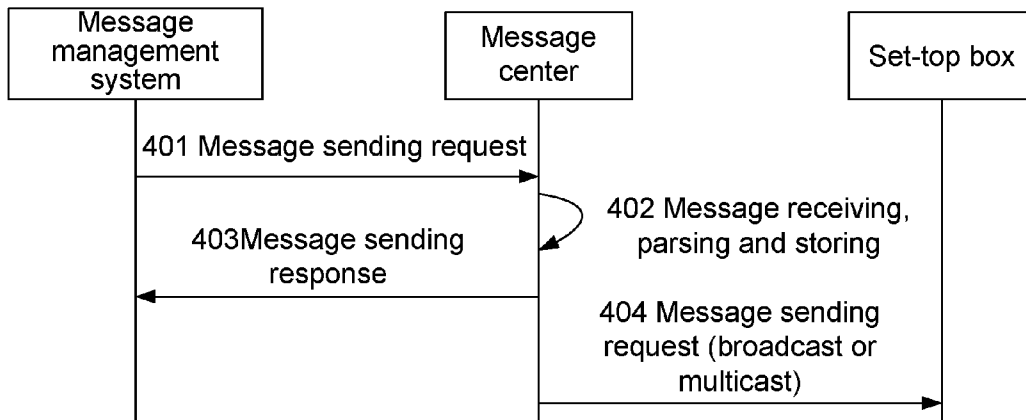 Message
management
system
Message
center
Set-top box
401 Message sending request
402 Message receiving,
parsing and storing
403Message sending
response
404 Message sending
request (broadcast or
multicast)